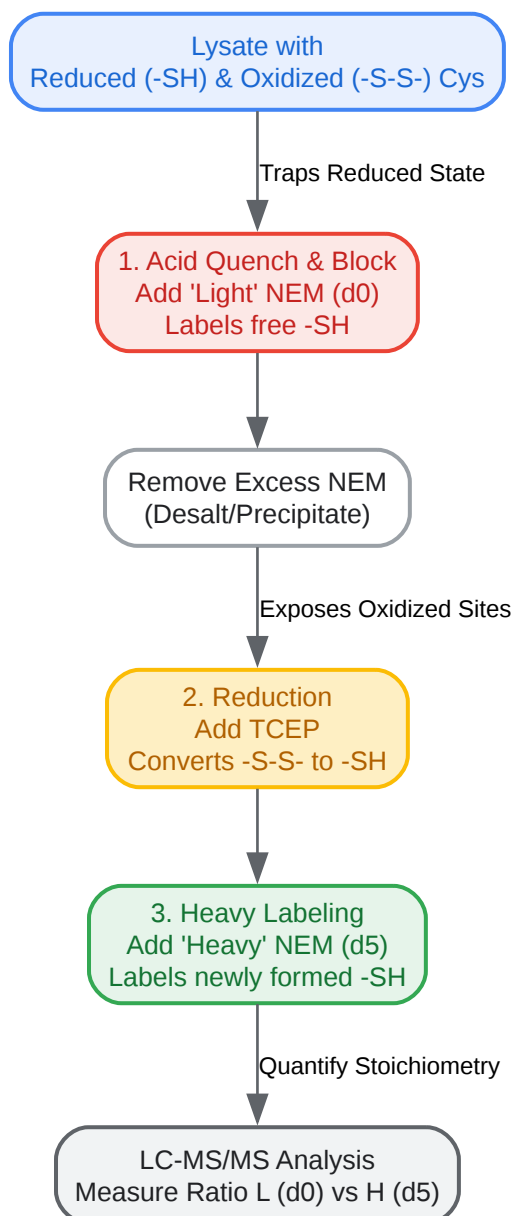 Lysate with
Reduced (-SH) & Oxidized (-S-S-) Cys
Traps Reduced State
1. Acid Quench & Block
Add 'Light' NEM (d0)
Labels free -SH
Remove Excess NEM
(Desalt/Precipitate)
Exposes Oxidized Sites
2. Reduction
Add TCEP
Converts -S-S- to -SH
3. Heavy Labeling
Add 'Heavy' NEM (d5)
Labels newly formed -SH
Quantify Stoichiometry
LC-MS/MS Analysis
Measure Ratio L (d0) vs H (d5)